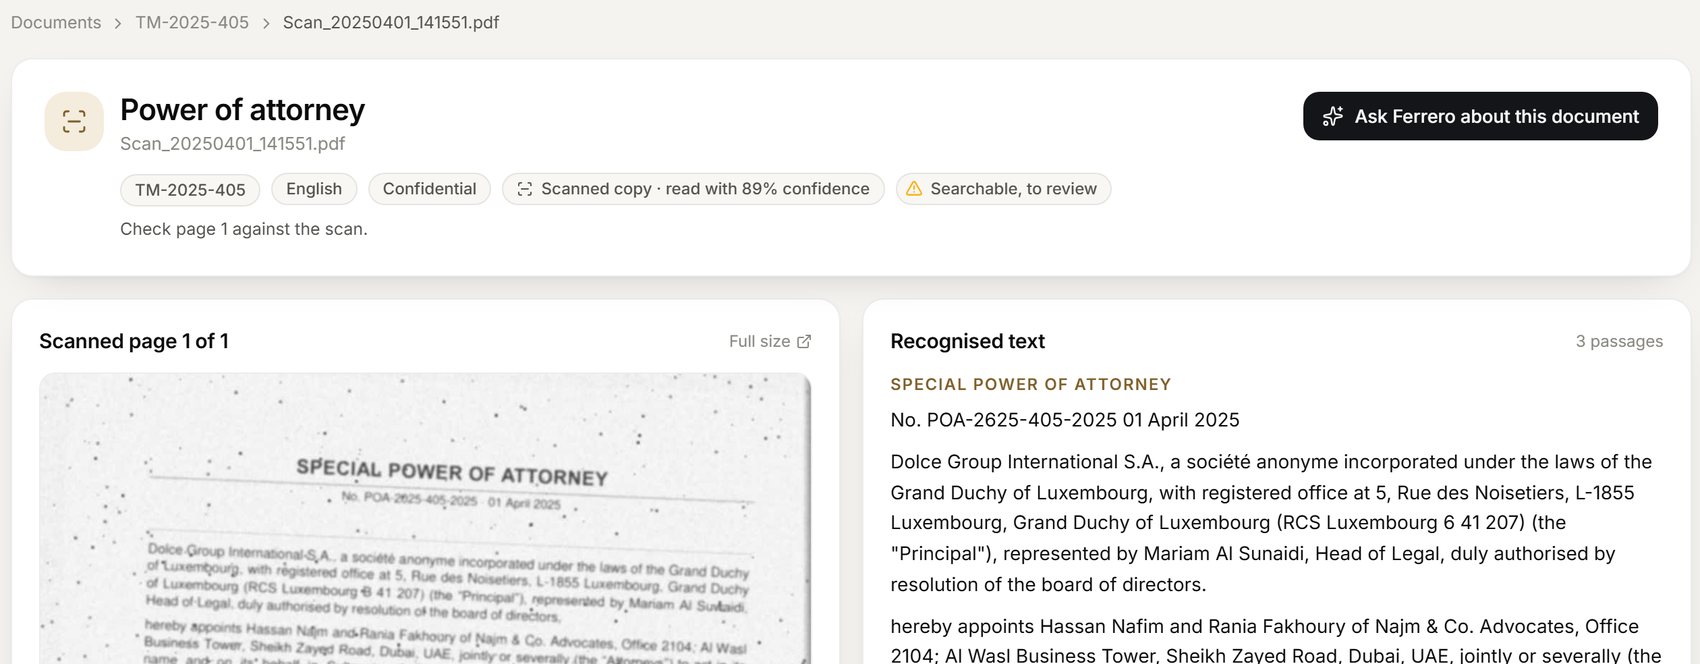 Documents > TM-2025-405 > Scan_20250401_141551.pdf
Power of attorney
Scan_20250401_141551.pdf
Ask Ferrero about this document
TM-2025-405
English
Confidential
Scanned copy · read with 89% confidence
Searchable, to review
Check page 1 against the scan.
Scanned page 1 of 1
Full size
SPECIAL POWER OF ATTORNEY
No. POA-2625-405-2025 · 01 April 2025
Dolce Group International S.A., a société anonyme incorporated under the laws of the Grand Duchy
of Luxembourg, with registered office at 5, Rue des Noisetiers, L-1855 Luxembourg, Grand Duchy
of Luxembourg (RCS Luxembourg B 41 207) (the "Principal"), represented by Mariam Al
Head of Legal, duly authorised by resolution of the board of directors,
hereby appoints Hassan and Rania Fakhoury of Najm & Co. Advocates, Office 2104, Al Wasl
Business Tower, Sheikh Zayed Road, Dubai, UAE, jointly or severally (the
name and on its behalf
Recognised text
3 passages
SPECIAL POWER OF ATTORNEY
No. POA-2625-405-2025 01 April 2025
Dolce Group International S.A., a société anonyme incorporated under the laws of the
Grand Duchy of Luxembourg, with registered office at 5, Rue des Noisetiers, L-1855
Luxembourg, Grand Duchy of Luxembourg (RCS Luxembourg 6 41 207) (the
"Principal"), represented by Mariam Al Sunaidi, Head of Legal, duly authorised by
resolution of the board of directors.
hereby appoints Hassan Nafim and Rania Fakhoury of Najm & Co. Advocates, Office
2104; Al Wasl Business Tower, Sheikh Zayed Road, Dubai, UAE, jointly or severally (the